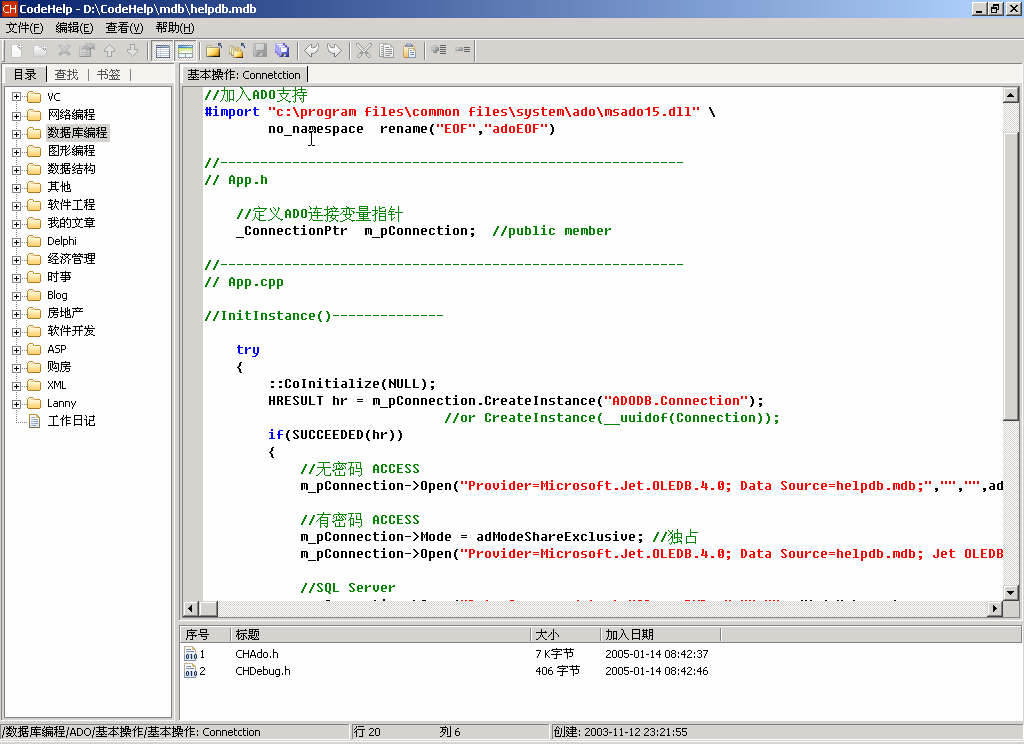 CodeHelp - D:\CodeHelp\mdb\helpdb.mdb
文件(F) 编辑(E) 查看(V) 帮助(H)
目录 查找 书签
VC
网络编程
数据库编程
图形编程
数据结构
其他
软件工程
我的文章
Delphi
经济管理
时事
Blog
房地产
软件开发
ASP
购房
XML
Lanny
工作日记
基本操作: Connetction
//加入ADO支持
#import "c:\program files\common files\system\ado\msado15.dll" \
no_namespace rename("EOF","adoEOF")
//----------------------------------------------------------
// App.h
//定义ADO连接变量指针
_ConnectionPtr m_pConnection; //public member
//----------------------------------------------------------
// App.cpp
//InitInstance()--------------
try
{
::CoInitialize(NULL);
HRESULT hr = m_pConnection.CreateInstance("ADODB.Connection");
//or CreateInstance(__uuidof(Connection));
if(SUCCEEDED(hr))
{
//无密码 ACCESS
m_pConnection->Open("Provider=Microsoft.Jet.OLEDB.4.0; Data Source=helpdb.mdb;","","",ad
//有密码 ACCESS
m_pConnection->Mode = adModeShareExclusive; //独占
m_pConnection->Open("Provider=Microsoft.Jet.OLEDB.4.0; Data Source=helpdb.mdb; Jet OLEDB
//SQL Server
序号 标题 大小 加入日期
1 CHAdo.h 7 K字节 2005-01-14 08:42:37
2 CHDebug.h 406 字节 2005-01-14 08:42:46
/数据库编程/ADO/基本操作/基本操作: Connetction 行 20 列 6 创建: 2003-11-12 23:21:55